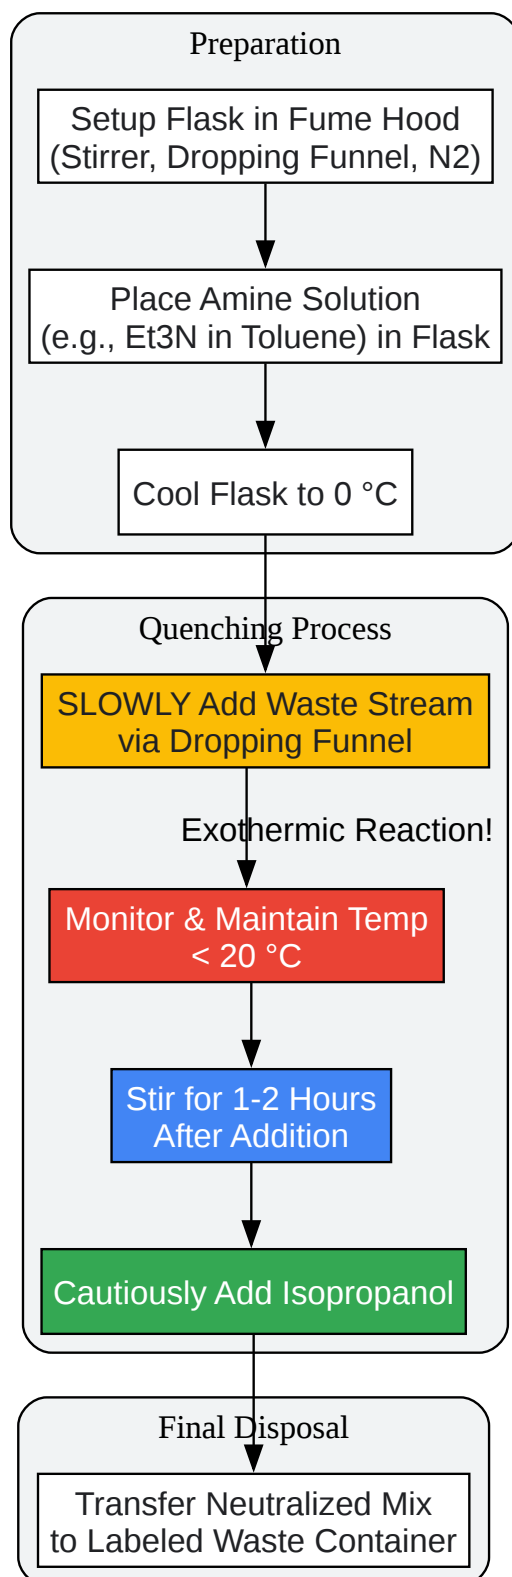 Preparation
Setup Flask in Fume Hood
(Stirrer, Dropping Funnel, N2)
Place Amine Solution
(e.g., Et3N in Toluene) in Flask
Cool Flask to 0 °C
Quenching Process
SLOWLY Add Waste Stream
via Dropping Funnel
Exothermic Reaction!
Monitor & Maintain Temp
< 20 °C
Stir for 1-2 Hours
After Addition
Cautiously Add Isopropanol
Final Disposal
Transfer Neutralized Mix
to Labeled Waste Container